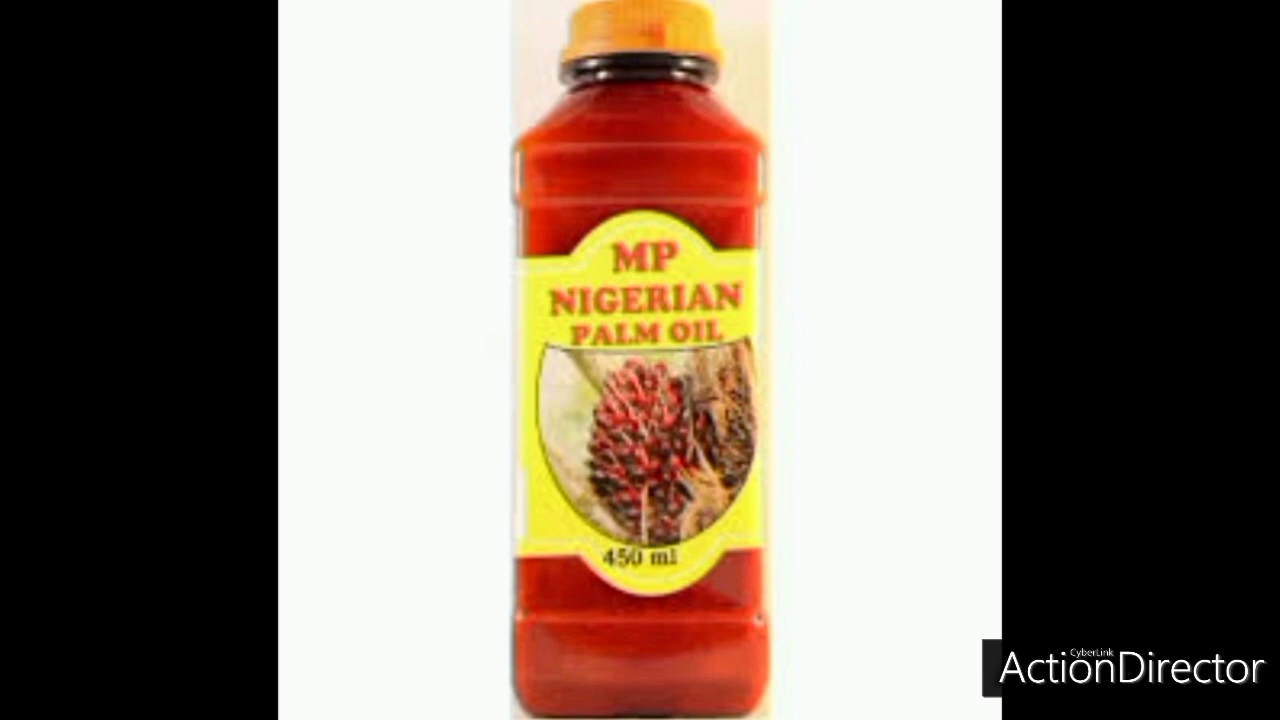 MP
NIGERIAN
PALM OIL
450 ml
CyberLink
ActionDirector